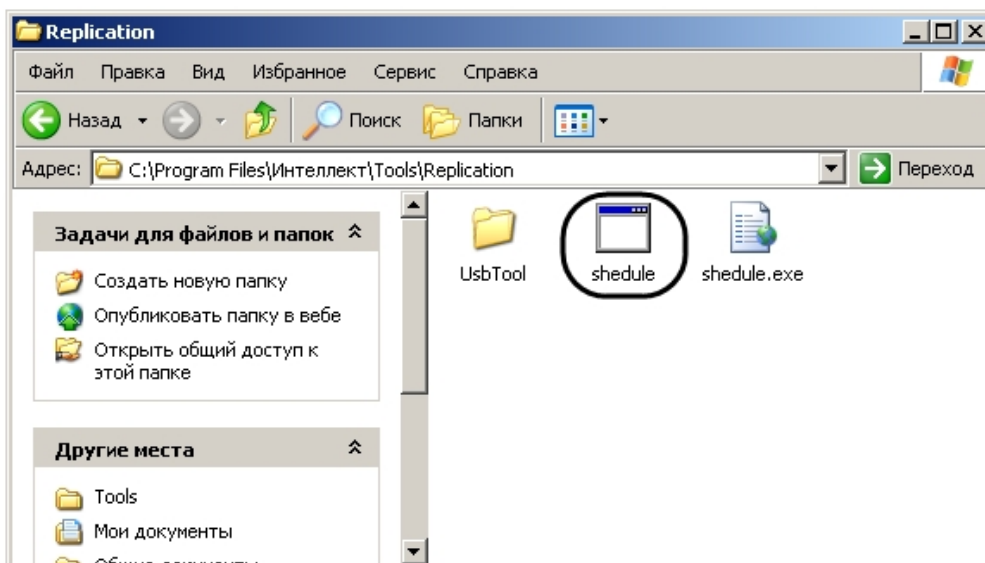 Replication
Файл Правка Вид Избранное Сервис Справка
Назад Поиск Папки
Адрес: C:\Program Files\Интеллект\Tools\Replication Переход
Задачи для файлов и папок
Создать новую папку
Опубликовать папку в вебе
Открыть общий доступ к
этой папке
UsbTool shedule shedule.exe
Другие места
Tools
Мои документы